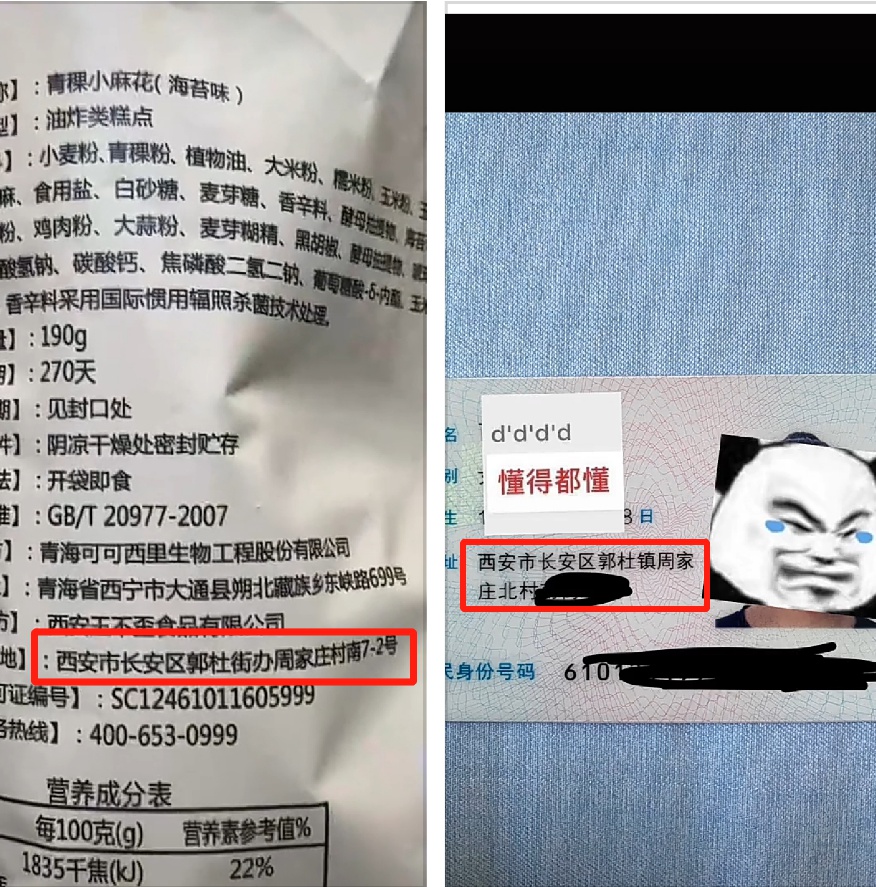 称】：青稞小麻花( 海苔味 )
型】：油炸类糕点
】：小麦粉、青稞粉、植物油、大米粉、糯米粉、玉米粉、玉
麻、食用盐、白砂糖、麦芽糖、香辛料、酵母抽提物、海苔
粉、鸡肉粉、大蒜粉、麦芽糊精、黑胡椒、酵母抽提物、琥珀
酸氢钠、碳酸钙、焦磷酸二氢二钠、葡萄糖酸-δ-内酯、玉米
香辛料采用国际惯用辐照杀菌技术处理。
量】：190g
期】：270天
期】：见封口处
件】：阴凉干燥处密封贮存
法】：开袋即食
准】：GB/T 20977-2007
方】：青海可可西里生物工程股份有限公司
】：青海省西宁市大通县朔北藏族乡东峡路699号
方】：西安王不歪食品有限公司
地】：西安市长安区郭杜街办周家庄村南7-2号
可证编号】：SC12461011605999
务热线】：400-653-0999
营养成分表
每100克(g) 营养素参考值%
1835千焦(kJ) 22%
名
d'd'd'd
懂得都懂
别
生 8日
址 西安市长安区郭杜镇周家
庄北村
民身份号码 610